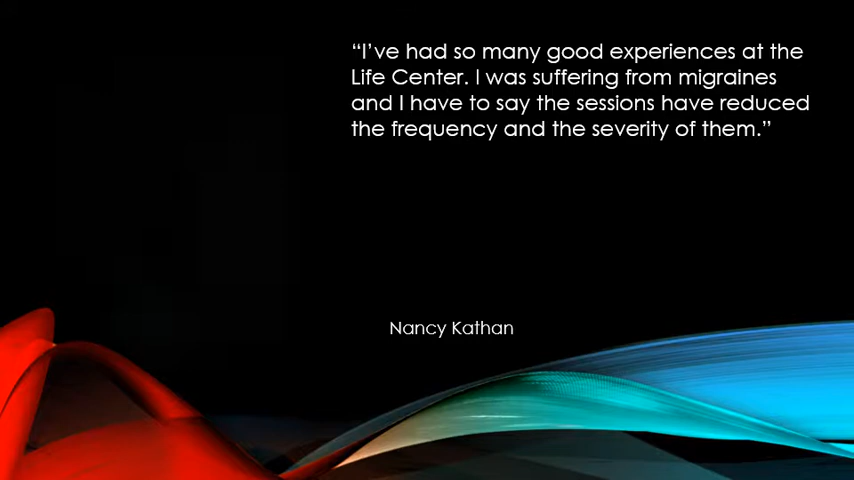 “I’ve had so many good experiences at the
Life Center. I was suffering from migraines
and I have to say the sessions have reduced
the frequency and the severity of them.”
Nancy Kathan